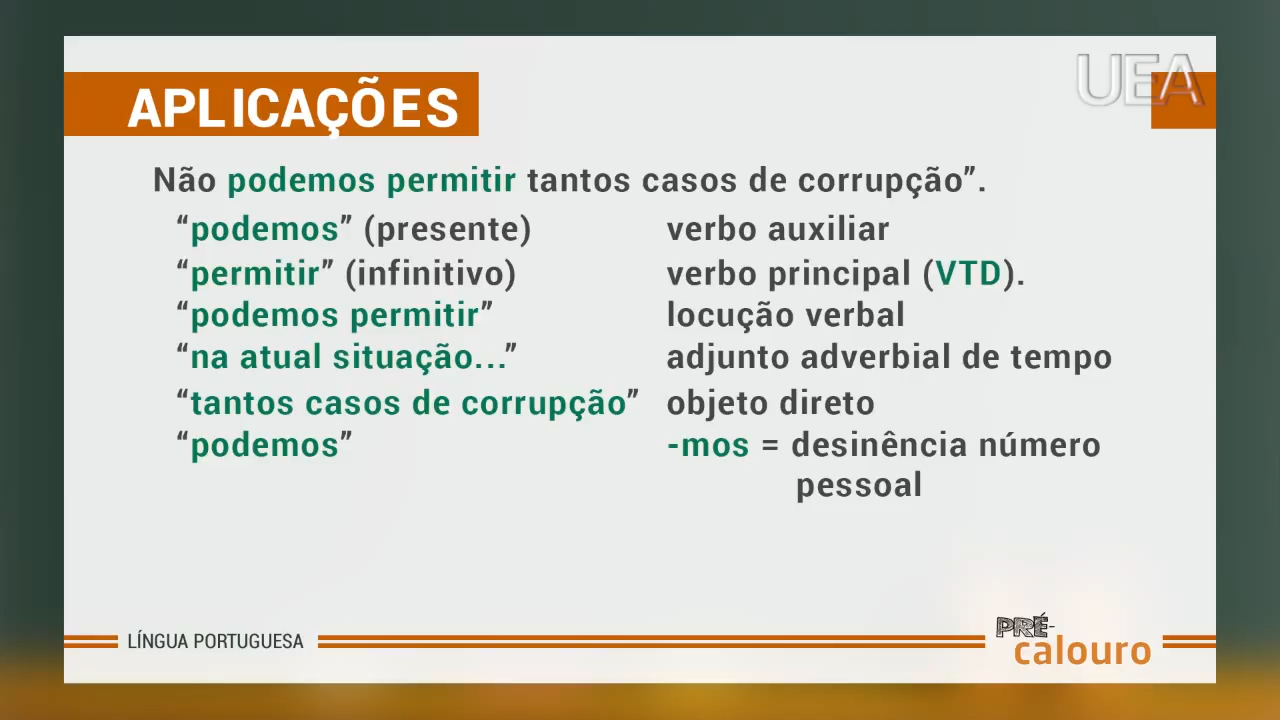 UEA
APLICAÇÕES
Não podemos permitir tantos casos de corrupção”.
“podemos” (presente) verbo auxiliar
“permitir” (infinitivo) verbo principal (VTD).
“podemos permitir” locução verbal
“na atual situação...” adjunto adverbial de tempo
“tantos casos de corrupção” objeto direto
“podemos” -mos = desinência número
pessoal
LÍNGUA PORTUGUESA
PRÉ-
calouro